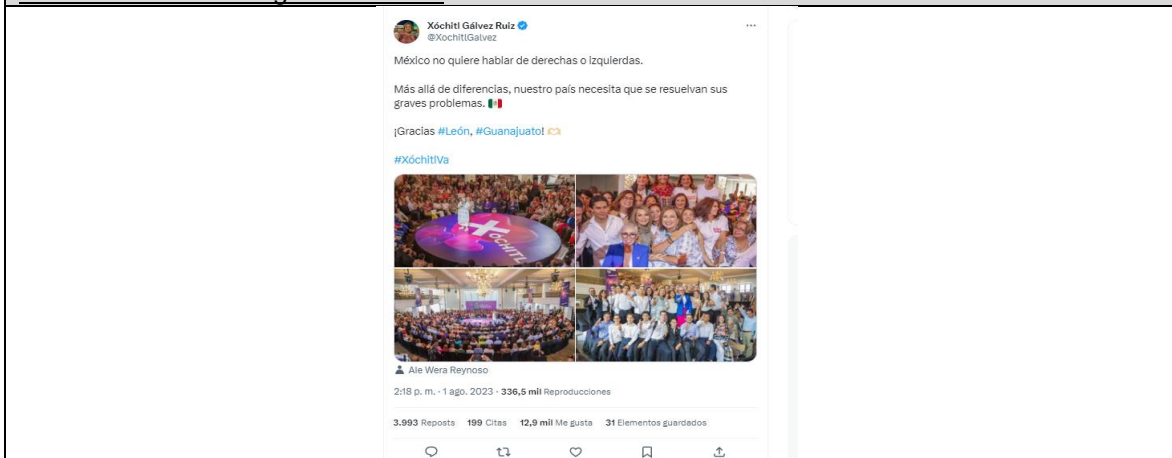 Xóchitl Gálvez Ruiz
@XochitlGalvez
México no quiere hablar de derechas o izquierdas.
Más allá de diferencias, nuestro país necesita que se resuelvan sus
graves problemas.
¡Gracias #León, #Guanajuato!
#XóchitlVa
XÓCHITL
Ale Wera Reynoso
2:18 p. m. · 1 ago. 2023 · 336,5 mil Reproducciones
3.993 Reposts 199 Citas 12,9 mil Me gusta 31 Elementos guardados